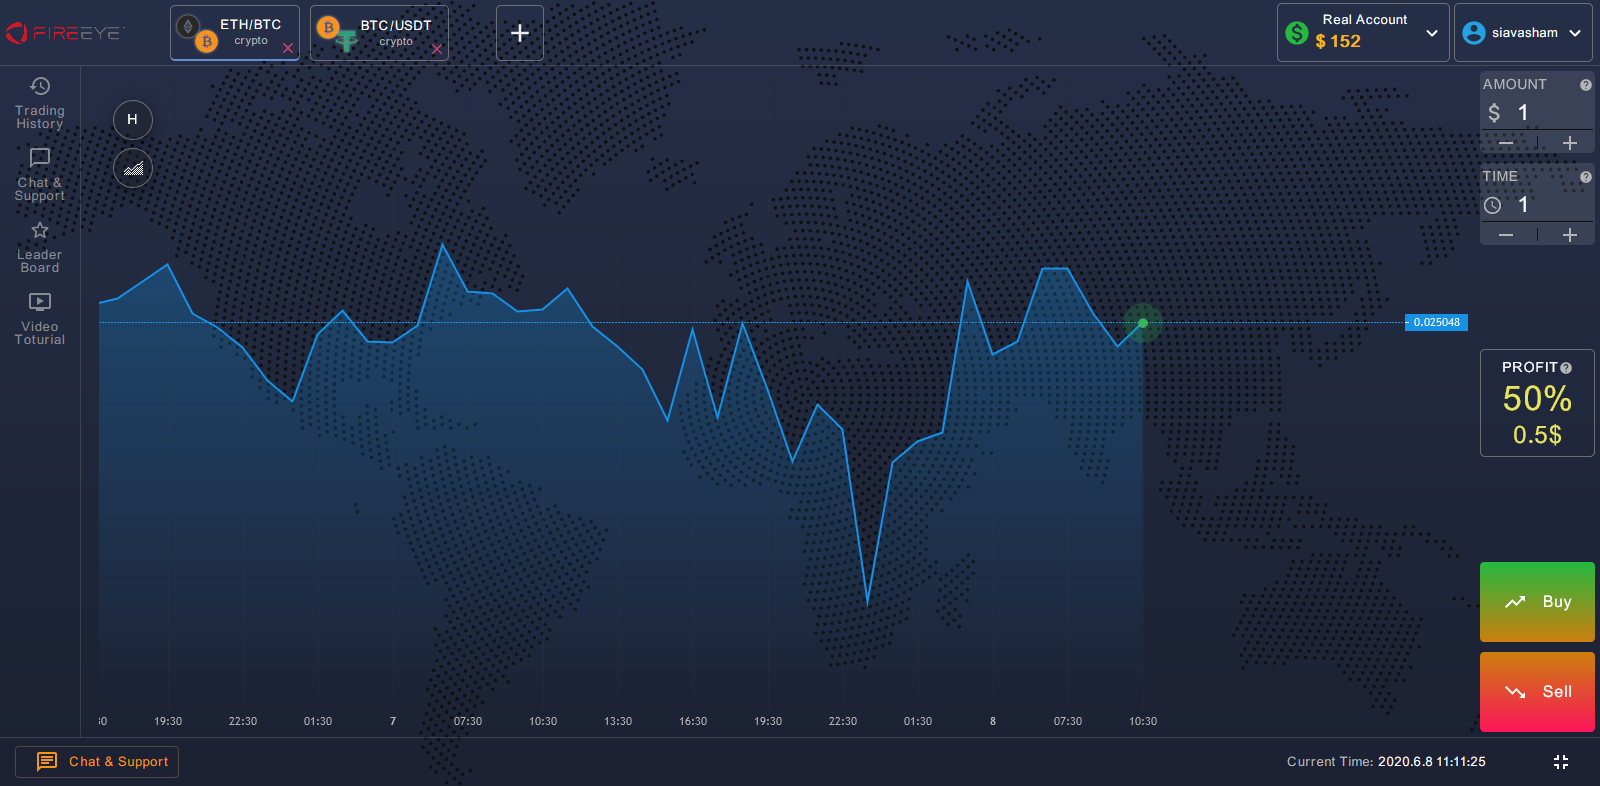 FIREEYE
ETH/BTC
crypto
BTC/USDT
crypto
+
Real Account
$ 152
siavasham
Trading
History
Chat &
Support
Leader
Board
Video
Toturial
H
AMOUNT
$ 1
TIME
1
0.025048
PROFIT
50%
0.5$
Buy
Sell
30 19:30 22:30 01:30 7 07:30 10:30 13:30 16:30 19:30 22:30 01:30 8 07:30 10:30
Chat & Support
Current Time: 2020.6.8 11:11:25